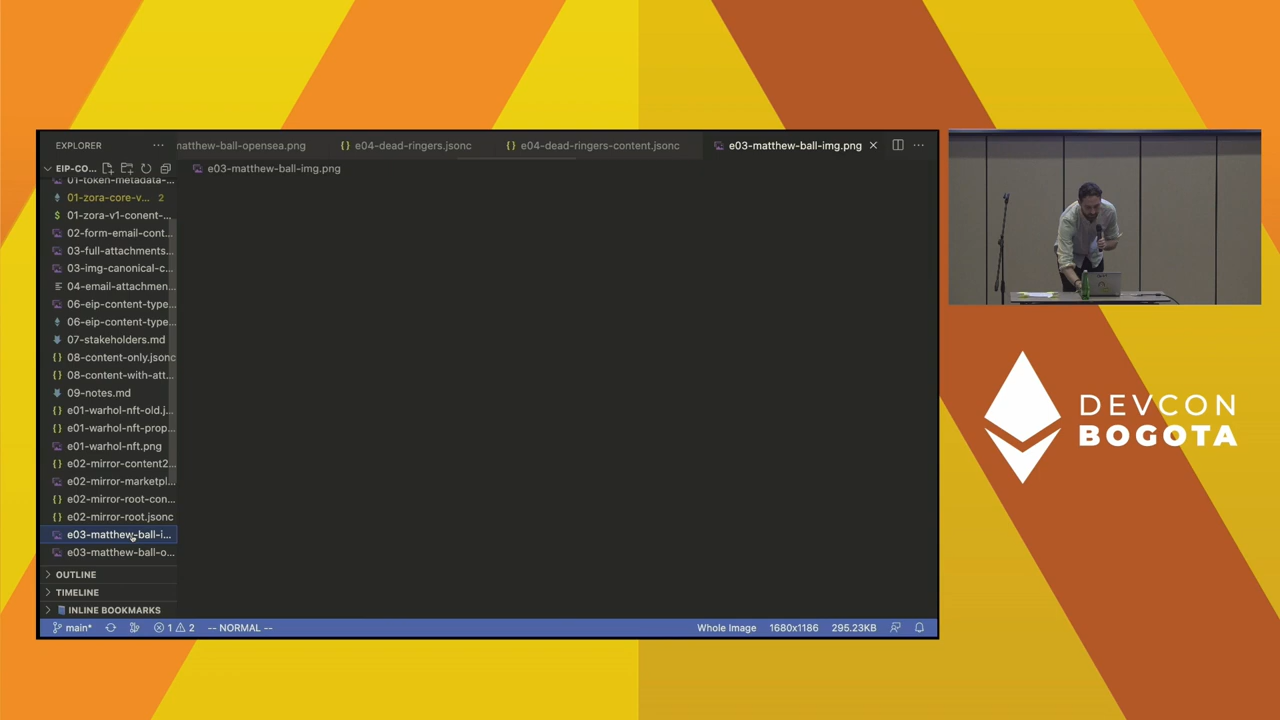 EXPLORER
matthew-ball-opensea.png
e04-dead-ringers.jsonc
e04-dead-ringers-content.jsonc
e03-matthew-ball-img.png
EIP-CO...
e03-matthew-ball-img.png
01-token-metadata-...
01-zora-core-v... 2
01-zora-v1-conent-...
02-form-email-cont...
03-full-attachments...
03-img-canonical-c...
04-email-attachmen...
06-eip-content-type...
06-eip-content-type...
07-stakeholders.md
08-content-only.jsonc
08-content-with-att...
09-notes.md
e01-warhol-nft-old.j...
e01-warhol-nft-prop...
e01-warhol-nft.png
e02-mirror-content2...
e02-mirror-marketpl...
e02-mirror-root-con...
e02-mirror-root.jsonc
e03-matthew-ball-i...
e03-matthew-ball-o...
OUTLINE
TIMELINE
INLINE BOOKMARKS
main* 1 2 -- NORMAL -- Whole Image 1680x1186 295.23KB
DEVCON
BOGOTA